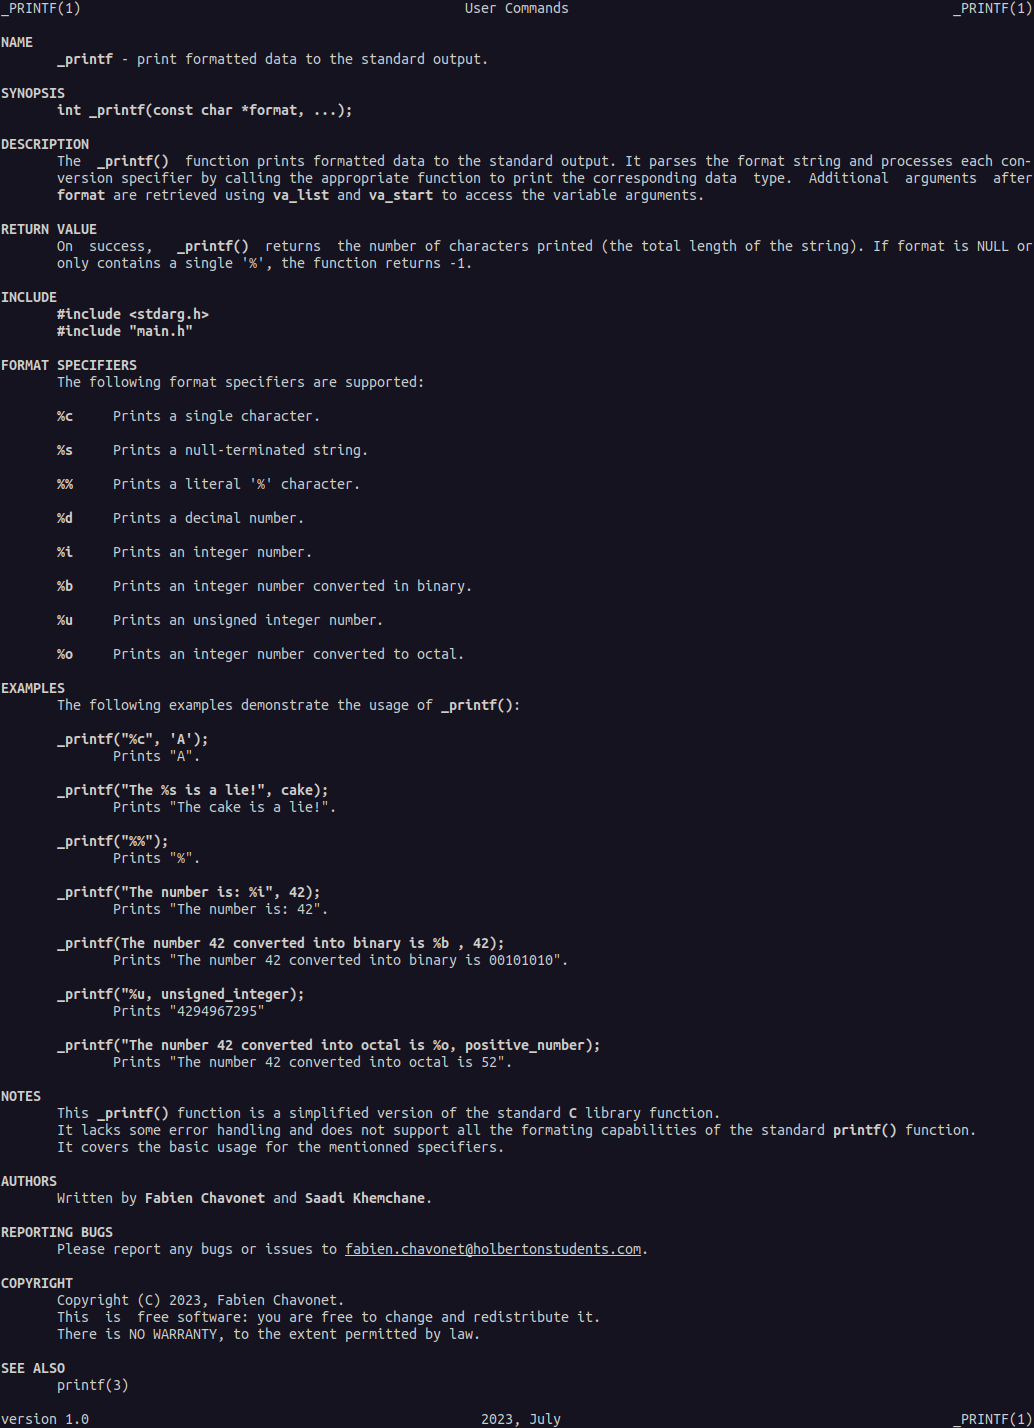 _PRINTF(1) User Commands _PRINTF(1)
NAME
_printf - print formatted data to the standard output.
SYNOPSIS
int _printf(const char *format, ...);
DESCRIPTION
The _printf() function prints formatted data to the standard output. It parses the format string and processes each con-
version specifier by calling the appropriate function to print the corresponding data type. Additional arguments after
format are retrieved using va_list and va_start to access the variable arguments.
RETURN VALUE
On success, _printf() returns the number of characters printed (the total length of the string). If format is NULL or
only contains a single '%', the function returns -1.
INCLUDE
#include <stdarg.h>
#include "main.h"
FORMAT SPECIFIERS
The following format specifiers are supported:
%c Prints a single character.
%s Prints a null-terminated string.
%% Prints a literal '%' character.
%d Prints a decimal number.
%i Prints an integer number.
%b Prints an integer number converted in binary.
%u Prints an unsigned integer number.
%o Prints an integer number converted to octal.
EXAMPLES
The following examples demonstrate the usage of _printf():
_printf("%c", 'A');
Prints "A".
_printf("The %s is a lie!", cake);
Prints "The cake is a lie!".
_printf("%%");
Prints "%".
_printf("The number is: %i", 42);
Prints "The number is: 42".
_printf(The number 42 converted into binary is %b , 42);
Prints "The number 42 converted into binary is 00101010".
_printf("%u, unsigned_integer);
Prints "4294967295"
_printf("The number 42 converted into octal is %o, positive_number);
Prints "The number 42 converted into octal is 52".
NOTES
This _printf() function is a simplified version of the standard C library function.
It lacks some error handling and does not support all the formating capabilities of the standard printf() function.
It covers the basic usage for the mentionned specifiers.
AUTHORS
Written by Fabien Chavonet and Saadi Khemchane.
REPORTING BUGS
Please report any bugs or issues to fabien.chavonet@holbertonstudents.com.
COPYRIGHT
Copyright (C) 2023, Fabien Chavonet.
This is free software: you are free to change and redistribute it.
There is NO WARRANTY, to the extent permitted by law.
SEE ALSO
printf(3)
version 1.0 2023, July _PRINTF(1)